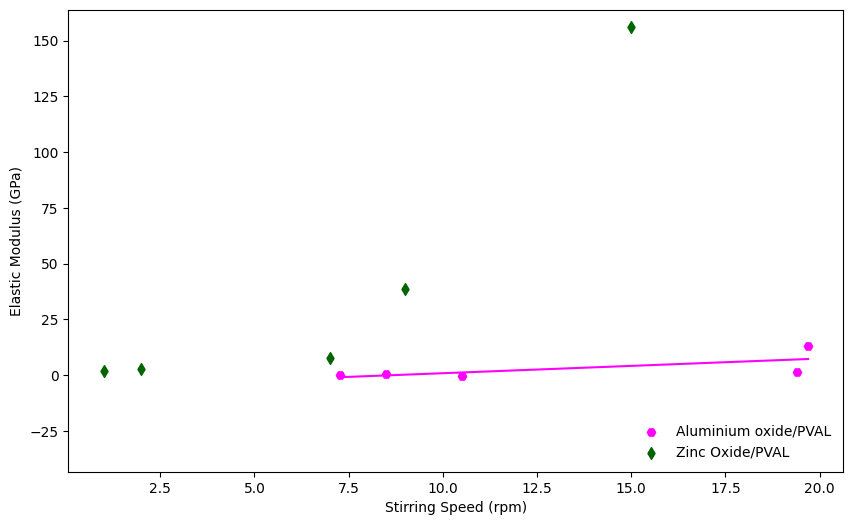 150
125
100
75
50
25
0
−25
Elastic Modulus (GPa)
2.5 5.0 7.5 10.0 12.5 15.0 17.5 20.0
Stirring Speed (rpm)
Aluminium oxide/PVAL
Zinc Oxide/PVAL